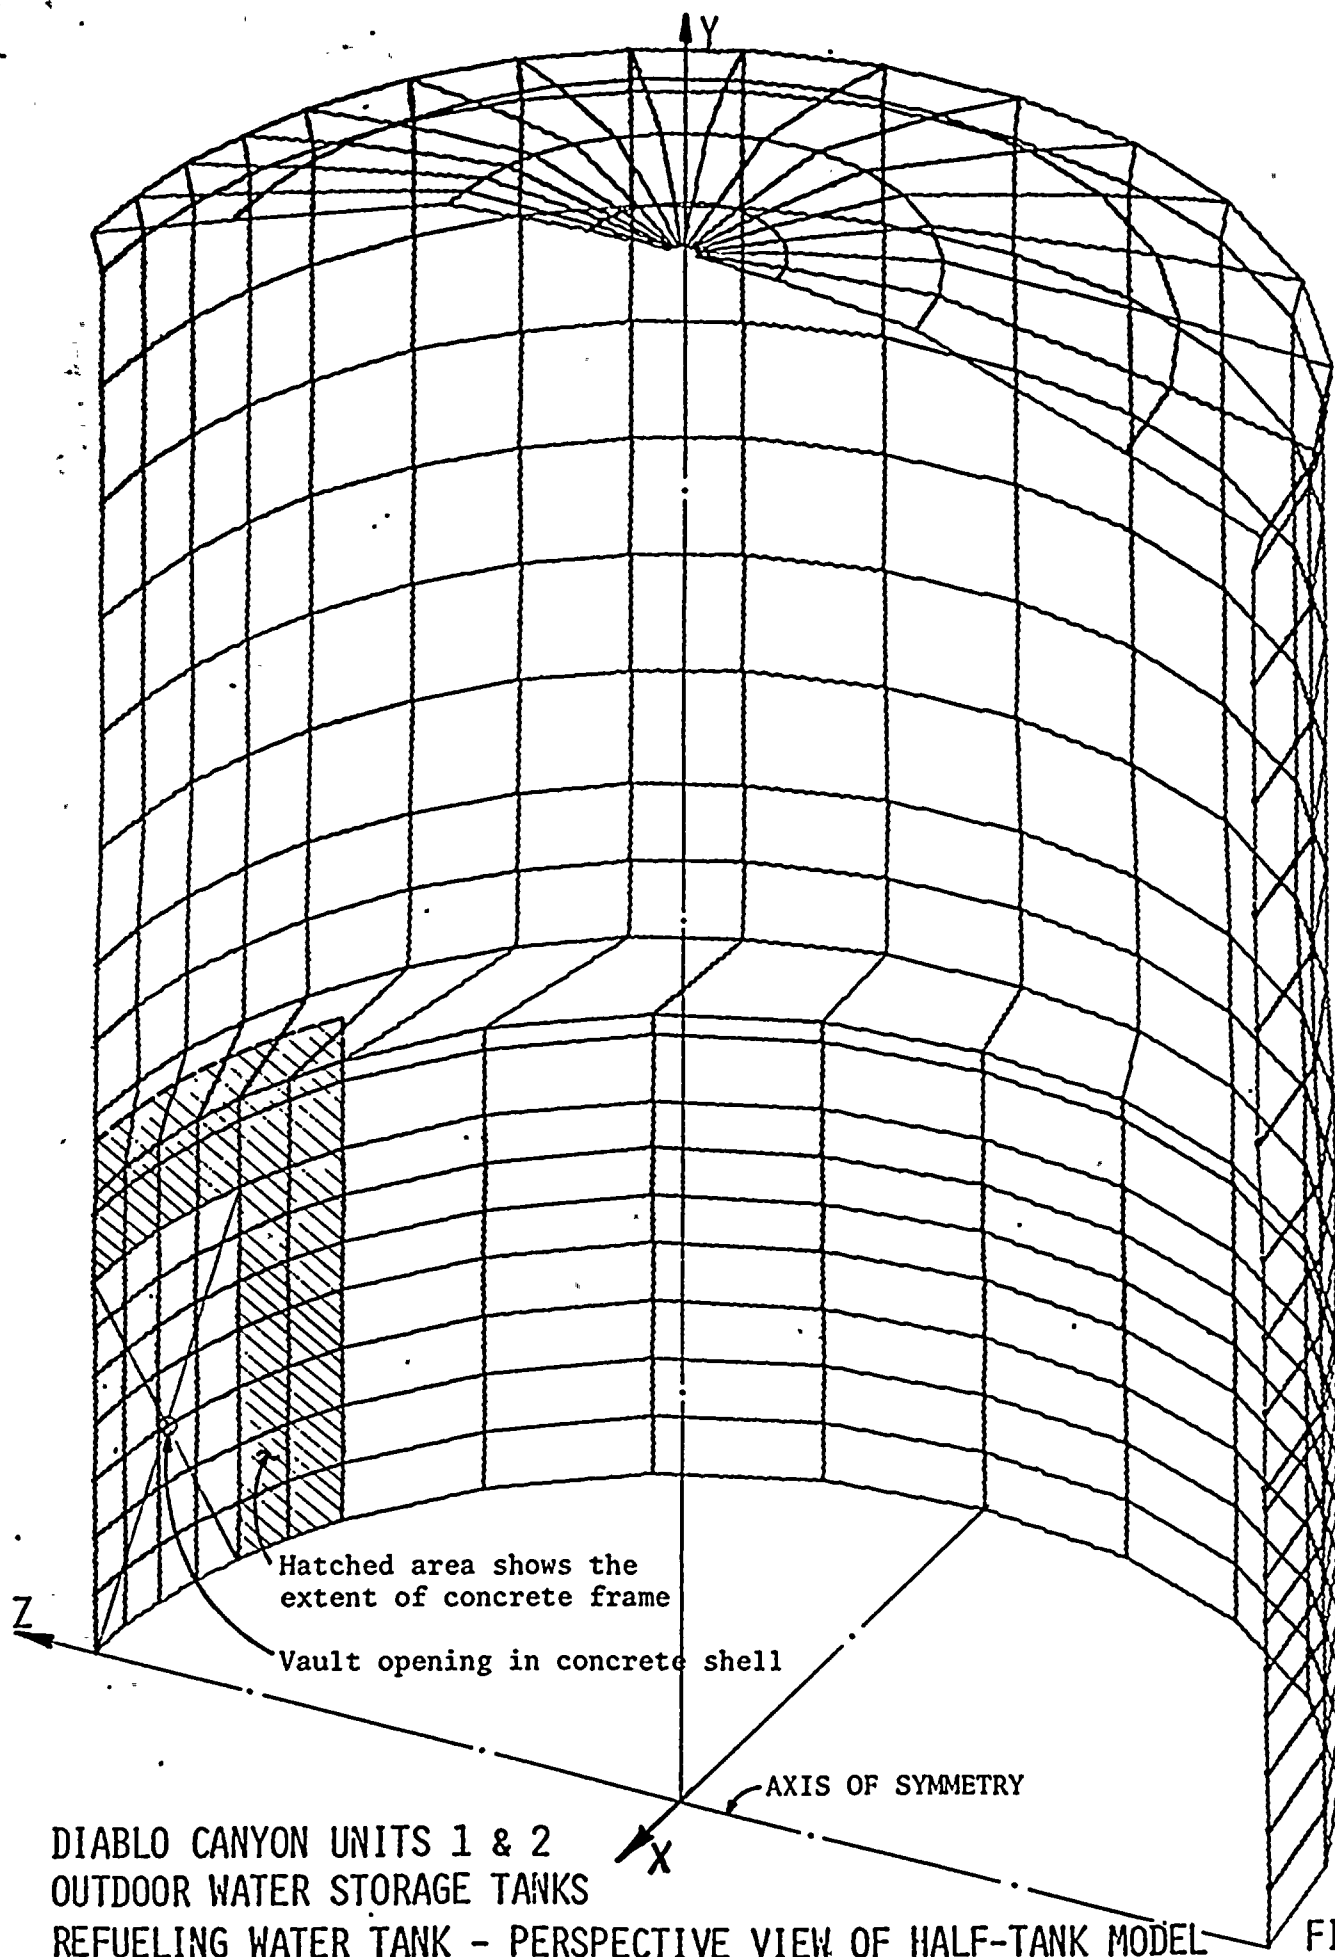 Y
Hatched area shows the
extent of concrete frame
Z
Vault opening in concrete shell
AXIS OF SYMMETRY
X
DIABLO CANYON UNITS 1 & 2
OUTDOOR WATER STORAGE TANKS
REFUELING WATER TANK - PERSPECTIVE VIEW OF HALF-TANK MODEL